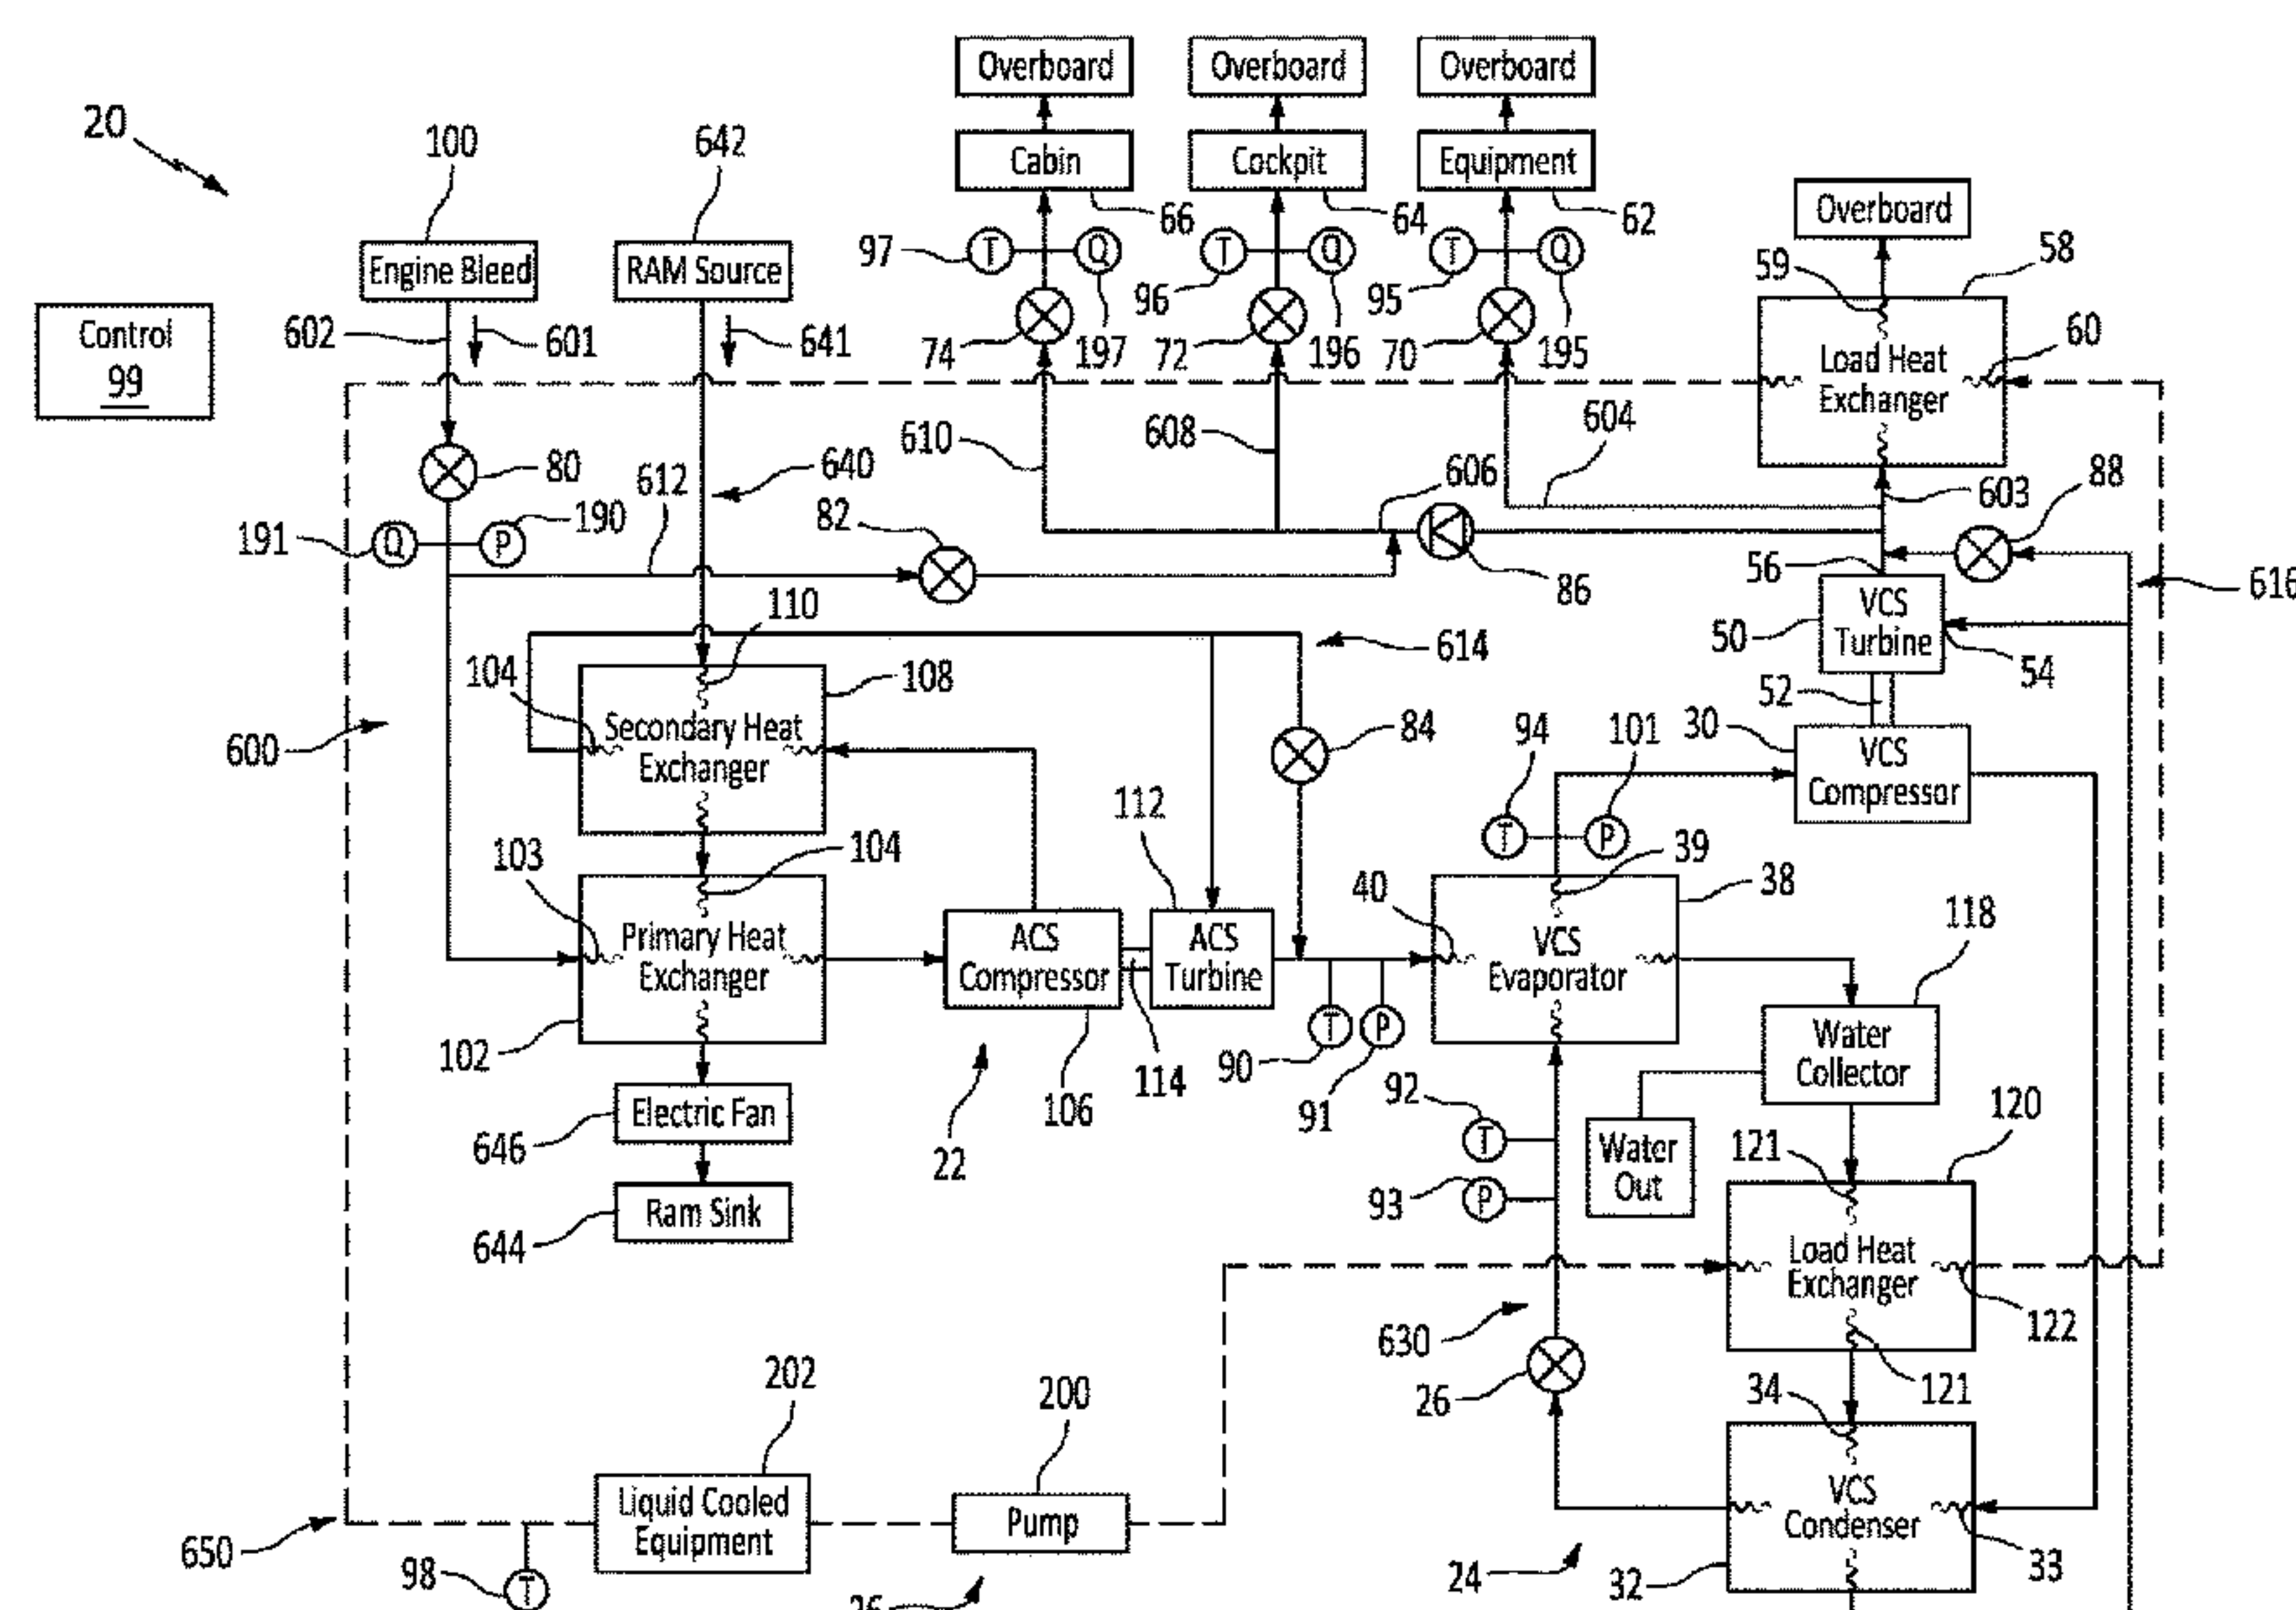 Overboard
Overboard
Overboard
20
100
642
Cabin
Cockpit
Equipment
66
64
62
Overboard
97
T
Q
T
Q
T
Q
59
58
Engine Bleed
RAM Source
96
95
Control
99
602
601
641
74
197
72
196
70
195
60
Load Heat
Exchanger
610
608
604
80
640
612
606
88
603
82
191
Q
P
190
56
86
616
110
VCS
Turbine
50
614
104
108
54
52
Secondary Heat
Exchanger
600
84
94
101
30
VCS
Compressor
112
T
P
103
104
39
40
38
118
Primary Heat
Exchanger
ACS
Compressor
ACS
Turbine
VCS
Evaporator
102
T
P
Water
Collector
90
114
91
92
106
Electric Fan
646
22
T
120
121
Water
Out
93
P
Ram Sink
644
Load Heat
Exchanger
630
122
202
200
26
34
121
Liquid Cooled
Equipment
Pump
VCS
Condenser
650
98
T
24
32
33